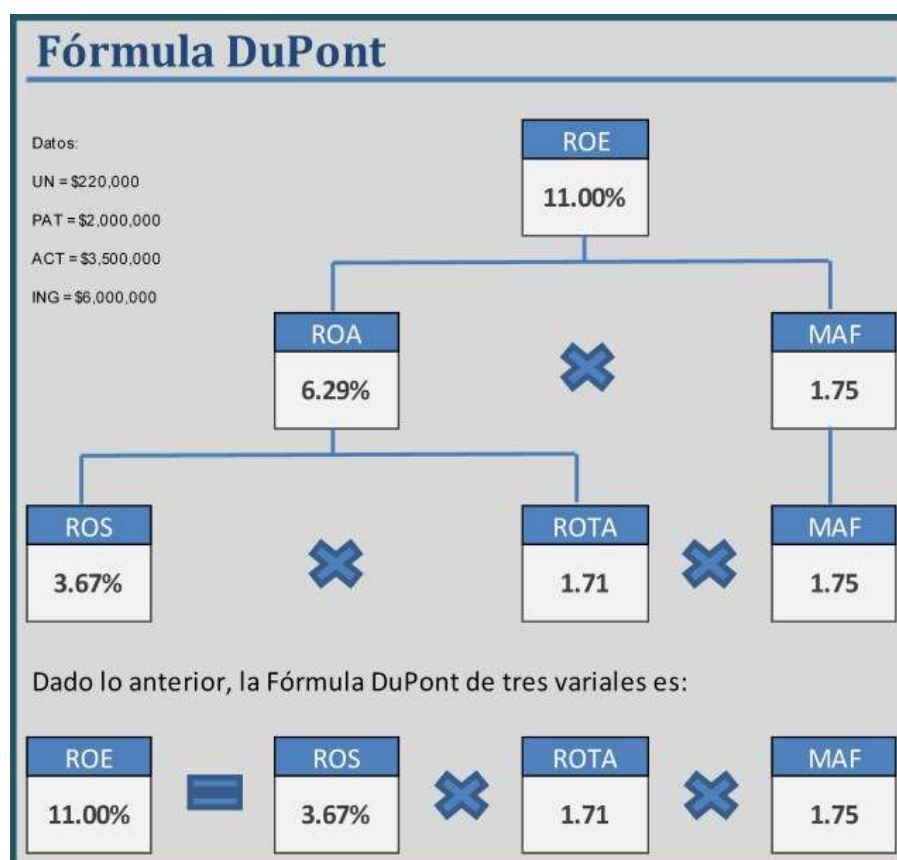 Fórmula DuPont
Datos:
UN = $220,000
PAT = $2,000,000
ACT = $3,500,000
ING = $6,000,000
ROE
11.00%
ROA
MAF
6.29%
1.75
ROS
ROTA
MAF
3.67%
1.71
1.75
Dado lo anterior, la Fórmula DuPont de tres variales es:
ROE
ROS
ROTA
MAF
11.00%
3.67%
1.71
1.75